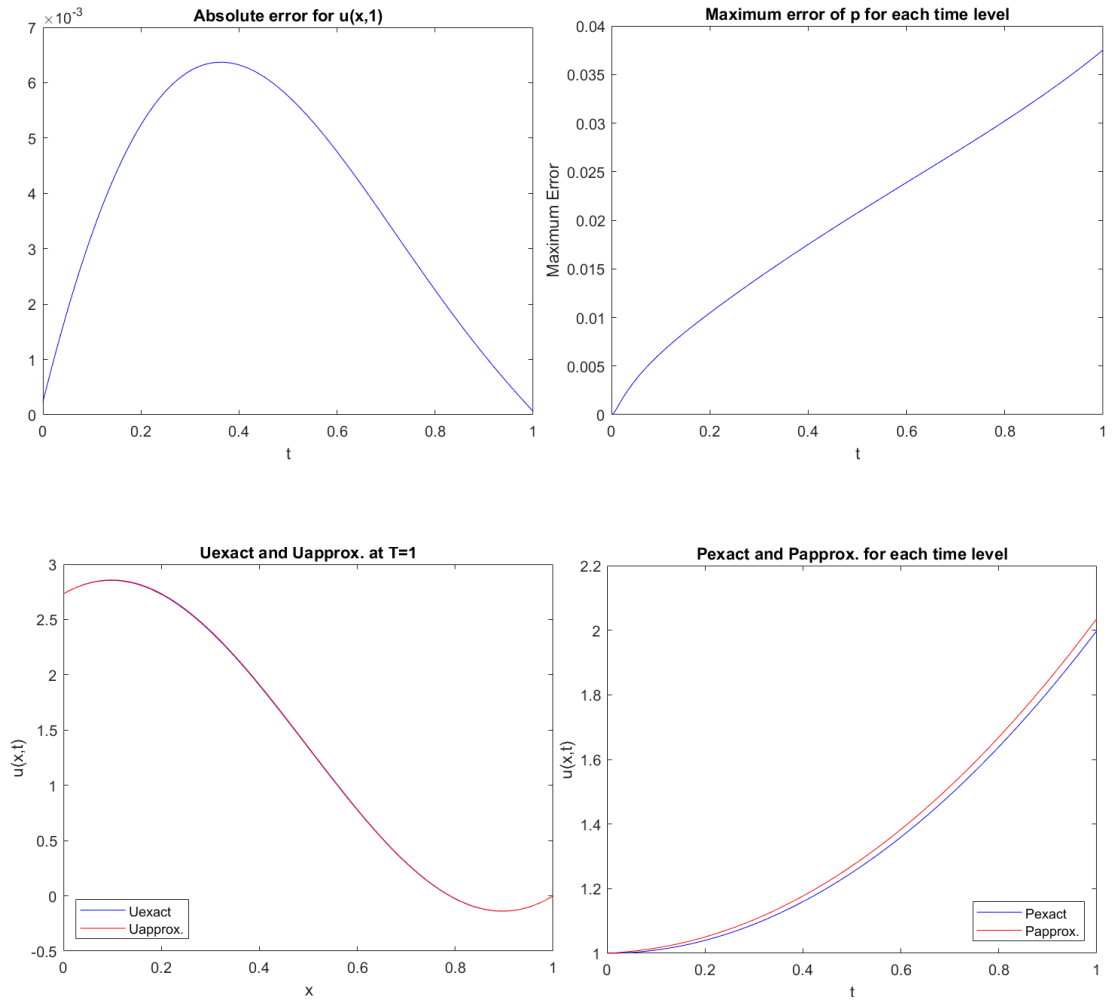 Absolute error for u(x,1)
×10-3
7
6
5
4
3
2
1
0
0 0.2 0.4 0.6 0.8 1
t
Maximum error of p for each time level
Maximum Error
0.04
0.035
0.03
0.025
0.02
0.015
0.01
0.005
0
0 0.2 0.4 0.6 0.8 1
t
Uexact and Uapprox. at T=1
u(x,t)
3
2.5
2
1.5
1
0.5
0
-0.5
Uexact
Uapprox.
0 0.2 0.4 0.6 0.8 1
x
Pexact and Papprox. for each time level
u(x,t)
2.2
2
1.8
1.6
1.4
1.2
1
Pexact
Papprox.
0 0.2 0.4 0.6 0.8 1
t